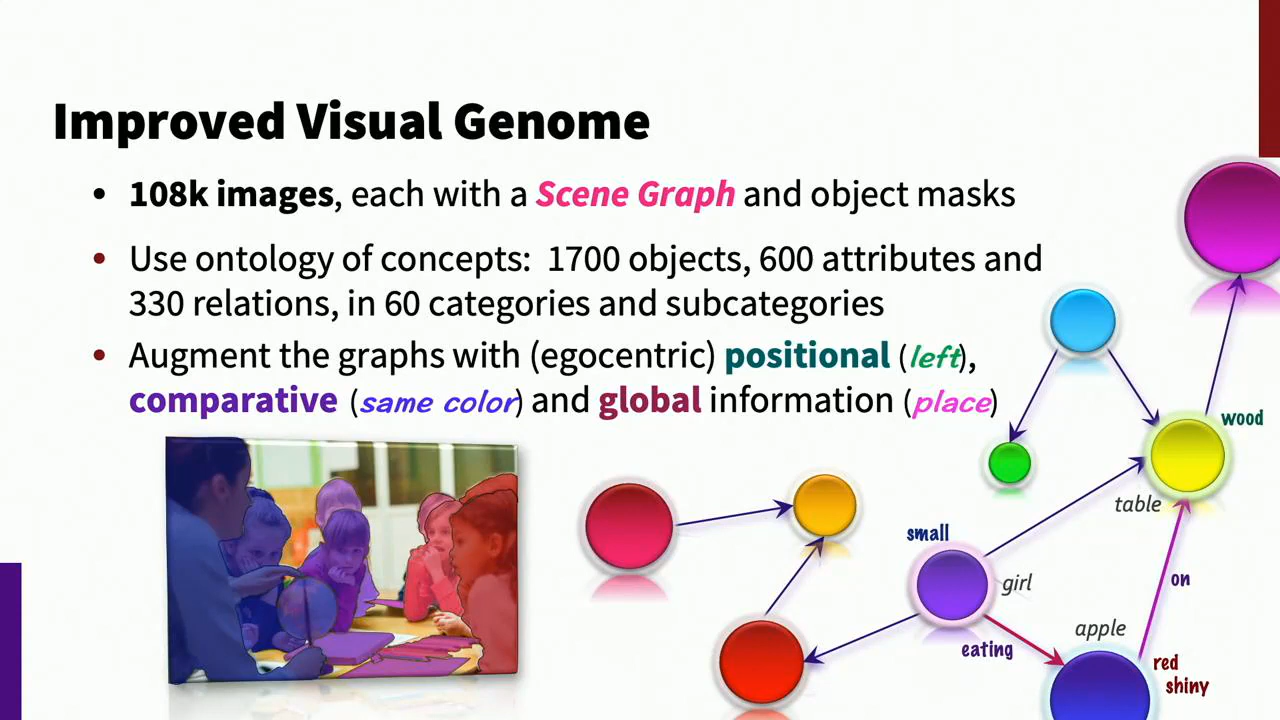 Improved Visual Genome
• 108k images, each with a Scene Graph and object masks
• Use ontology of concepts: 1700 objects, 600 attributes and
330 relations, in 60 categories and subcategories
• Augment the graphs with (egocentric) positional (left),
comparative (same color) and global information (place)
wood
table
small
girl
on
apple
eating
red
shiny